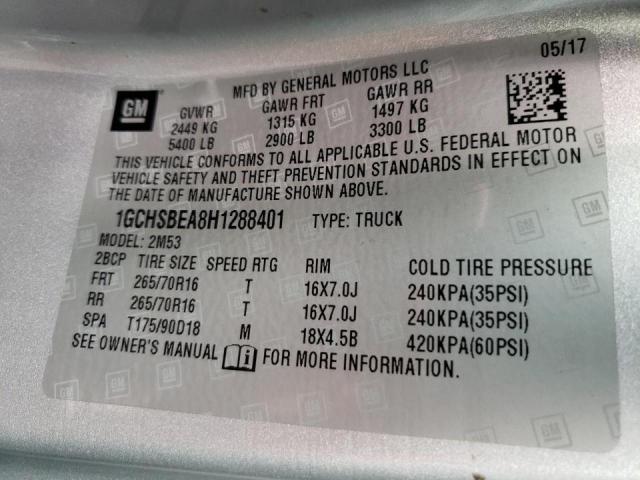 05/17
MFD BY GENERAL MOTORS LLC
GM
GVWR GAWR FRT GAWR RR
2449 KG 1315 KG 1497 KG
5400 LB 2900 LB 3300 LB
THIS VEHICLE CONFORMS TO ALL APPLICABLE U.S. FEDERAL MOTOR
VEHICLE SAFETY AND THEFT PREVENTION STANDARDS IN EFFECT ON
THE DATE OF MANUFACTURE SHOWN ABOVE.
1GCHSBEA8H1288401 TYPE: TRUCK
MODEL: 2M53
2BCP TIRE SIZE SPEED RTG RIM COLD TIRE PRESSURE
FRT 265/70R16 T 16X7.0J 240KPA(35PSI)
RR 265/70R16 T 16X7.0J 240KPA(35PSI)
SPA T175/90D18 M 18X4.5B 420KPA(60PSI)
SEE OWNER'S MANUAL FOR MORE INFORMATION.